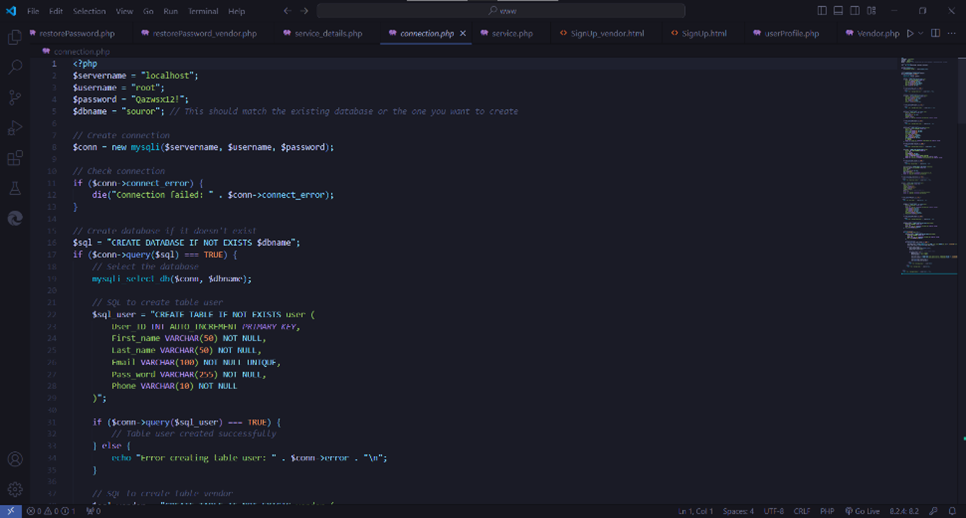 File Edit Selection View Go Run Terminal Help
www
restorePassword.php restorePassword_vendor.php service_details.php connection.php service.php SignUp_vendor.html SignUp.html userProfile.php Vendor.php
connection.php
1 <?php
2 $servername = "localhost";
3 $username = "root";
4 $password = "Qazwsx12!";
5 $dbname = "souror"; // This should match the existing database or the one you want to create
6
7 // Create connection
8 $conn = new mysqli($servername, $username, $password);
9
10 // Check connection
11 if ($conn->connect_error) {
12 die("Connection failed: " . $conn->connect_error);
13 }
14
15 // Create database if it doesn't exist
16 $sql = "CREATE DATABASE IF NOT EXISTS $dbname";
17 if ($conn->query($sql) === TRUE) {
18 // Select the database
19 mysqli_select_db($conn, $dbname);
20
21 // SQL to create table user
22 $sql_user = "CREATE TABLE IF NOT EXISTS user (
23 User_ID INT AUTO_INCREMENT PRIMARY KEY,
24 First_name VARCHAR(50) NOT NULL,
25 Last_name VARCHAR(50) NOT NULL,
26 Email VARCHAR(100) NOT NULL UNIQUE,
27 Pass_word VARCHAR(255) NOT NULL,
28 Phone VARCHAR(10) NOT NULL
29 )";
30
31 if ($conn->query($sql_user) === TRUE) {
32 // Table user created successfully
33 } else {
34 echo "Error creating table user: " . $conn->error . "\n";
35 }
36
37 // SQL to create table vendor
0 0 1 0 Ln 1, Col 1 Spaces: 4 UTF-8 CRLF PHP Go Live 8.2.4: 8.2